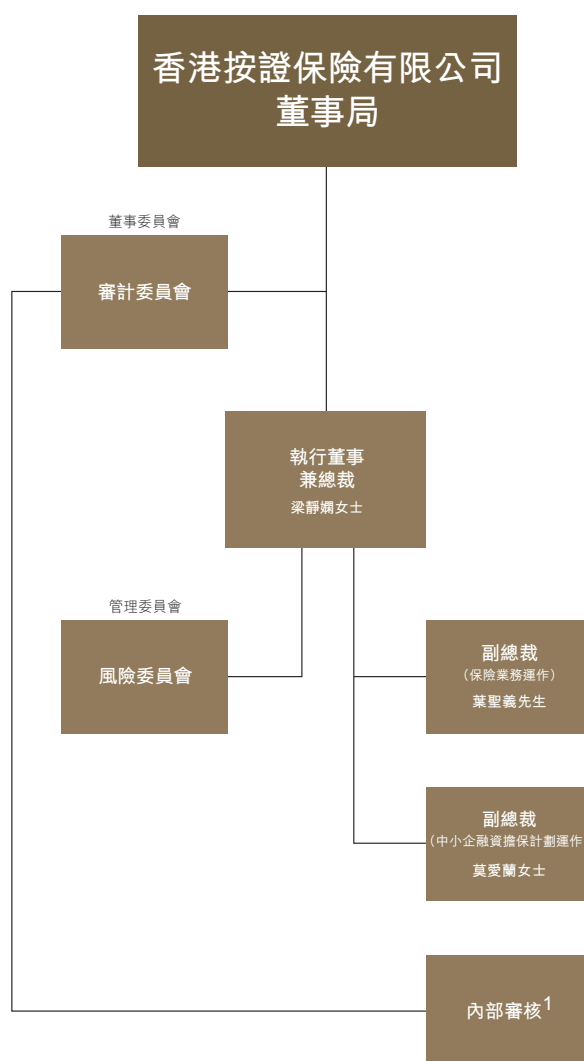 香港按證保險有限公司
董事局
董事委員會
審計委員會
執行董事
兼總裁
梁靜嫻女士
管理委員會
風險委員會
副總裁
（保險業務運作）
葉聖義先生
副總裁
（中小企融資擔保計劃運作
莫愛蘭女士
內部審核1